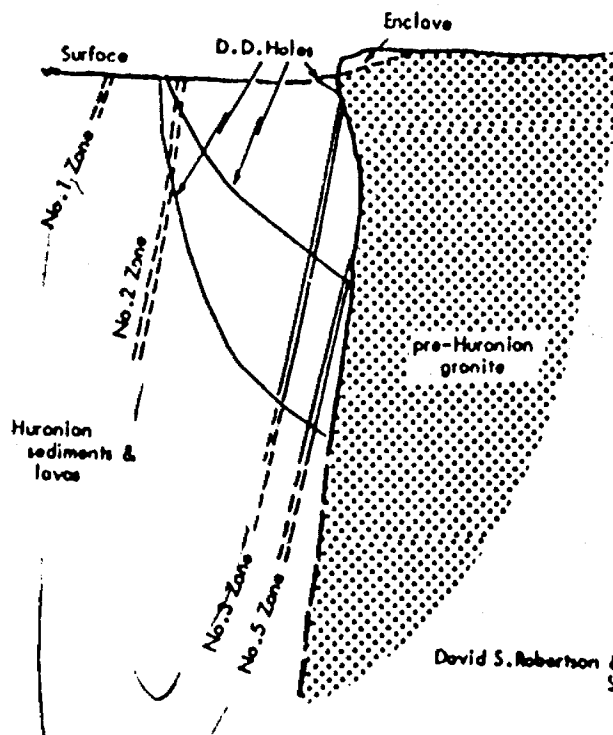 Enclave
Surface
D.D. Holes
No. 1 Zone
No. 2 Zone
pre-Huronian
granite
Huronian
sediments &
lavas
No. 3 Zone
No. 5 Zone
David S. Robertson &
S